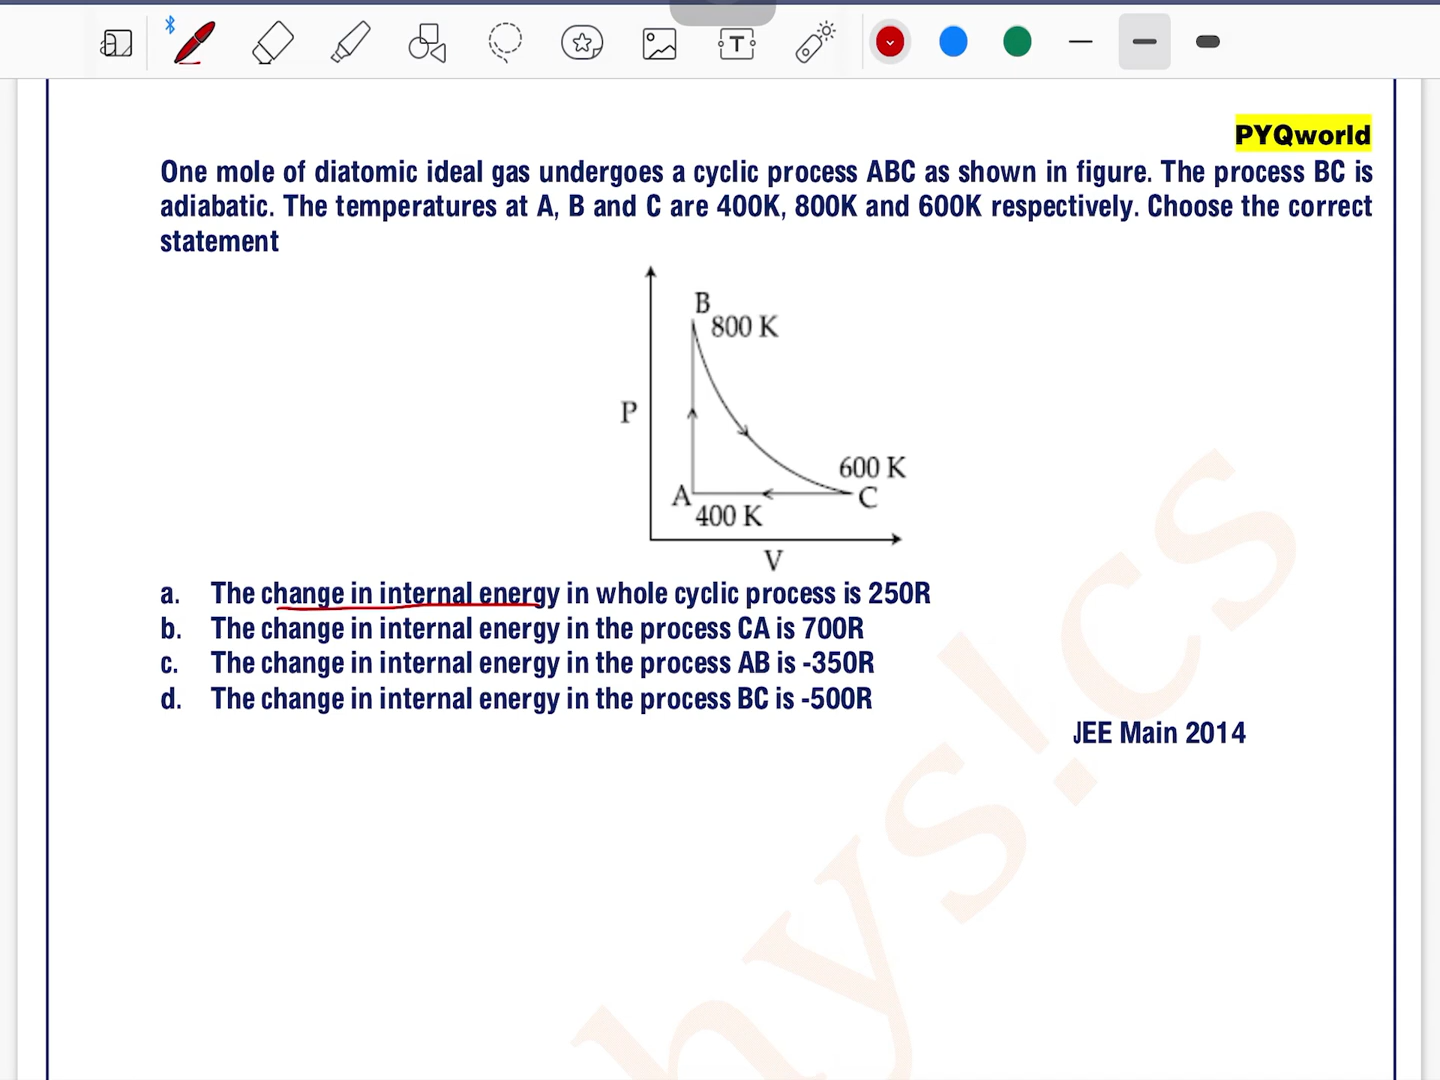 PYQworld
One mole of diatomic ideal gas undergoes a cyclic process ABC as shown in figure. The process BC is
adiabatic. The temperatures at A, B and C are 400K, 800K and 600K respectively. Choose the correct
statement
B
800 K
P
600 K
A
C
400 K
V
a. The change in internal energy in whole cyclic process is 250R
b. The change in internal energy in the process CA is 700R
c. The change in internal energy in the process AB is -350R
d. The change in internal energy in the process BC is -500R
JEE Main 2014
hys!cs